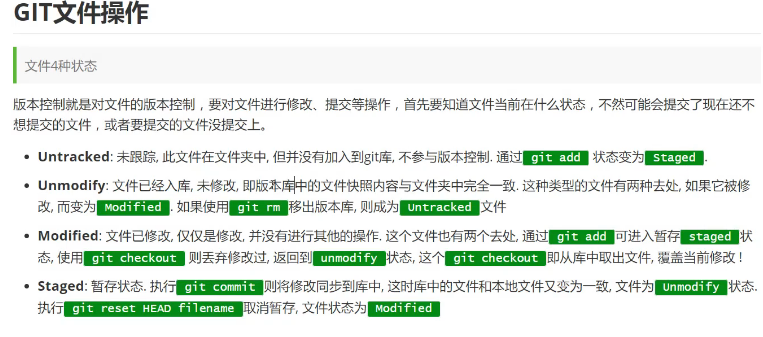 GIT文件操作
文件4种状态
版本控制就是对文件的版本控制，要对文件进行修改、提交等操作，首先要知道文件当前在什么状态，不然可能会提交了现在还不
想提交的文件，或者要提交的文件没提交上。
• Untracked: 未跟踪, 此文件在文件夹中, 但并没有加入到git库, 不参与版本控制. 通过 git add 状态变为 Staged .
• Unmodify: 文件已经入库, 未修改, 即版本库中的文件快照内容与文件夹中完全一致. 这种类型的文件有两种去处, 如果它被修
改, 而变为 Modified . 如果使用 git rm 移出版本库, 则成为 Untracked 文件
• Modified: 文件已修改, 仅仅是修改, 并没有进行其他的操作. 这个文件也有两个去处, 通过 git add 可进入暂存 staged 状
态, 使用 git checkout 则丢弃修改过, 返回到 unmodify 状态, 这个 git checkout 即从库中取出文件, 覆盖当前修改 !
• Staged: 暂存状态. 执行 git commit 则将修改同步到库中, 这时库中的文件和本地文件又变为一致, 文件为 Unmodify 状态.
执行 git reset HEAD filename 取消暂存, 文件状态为 Modified